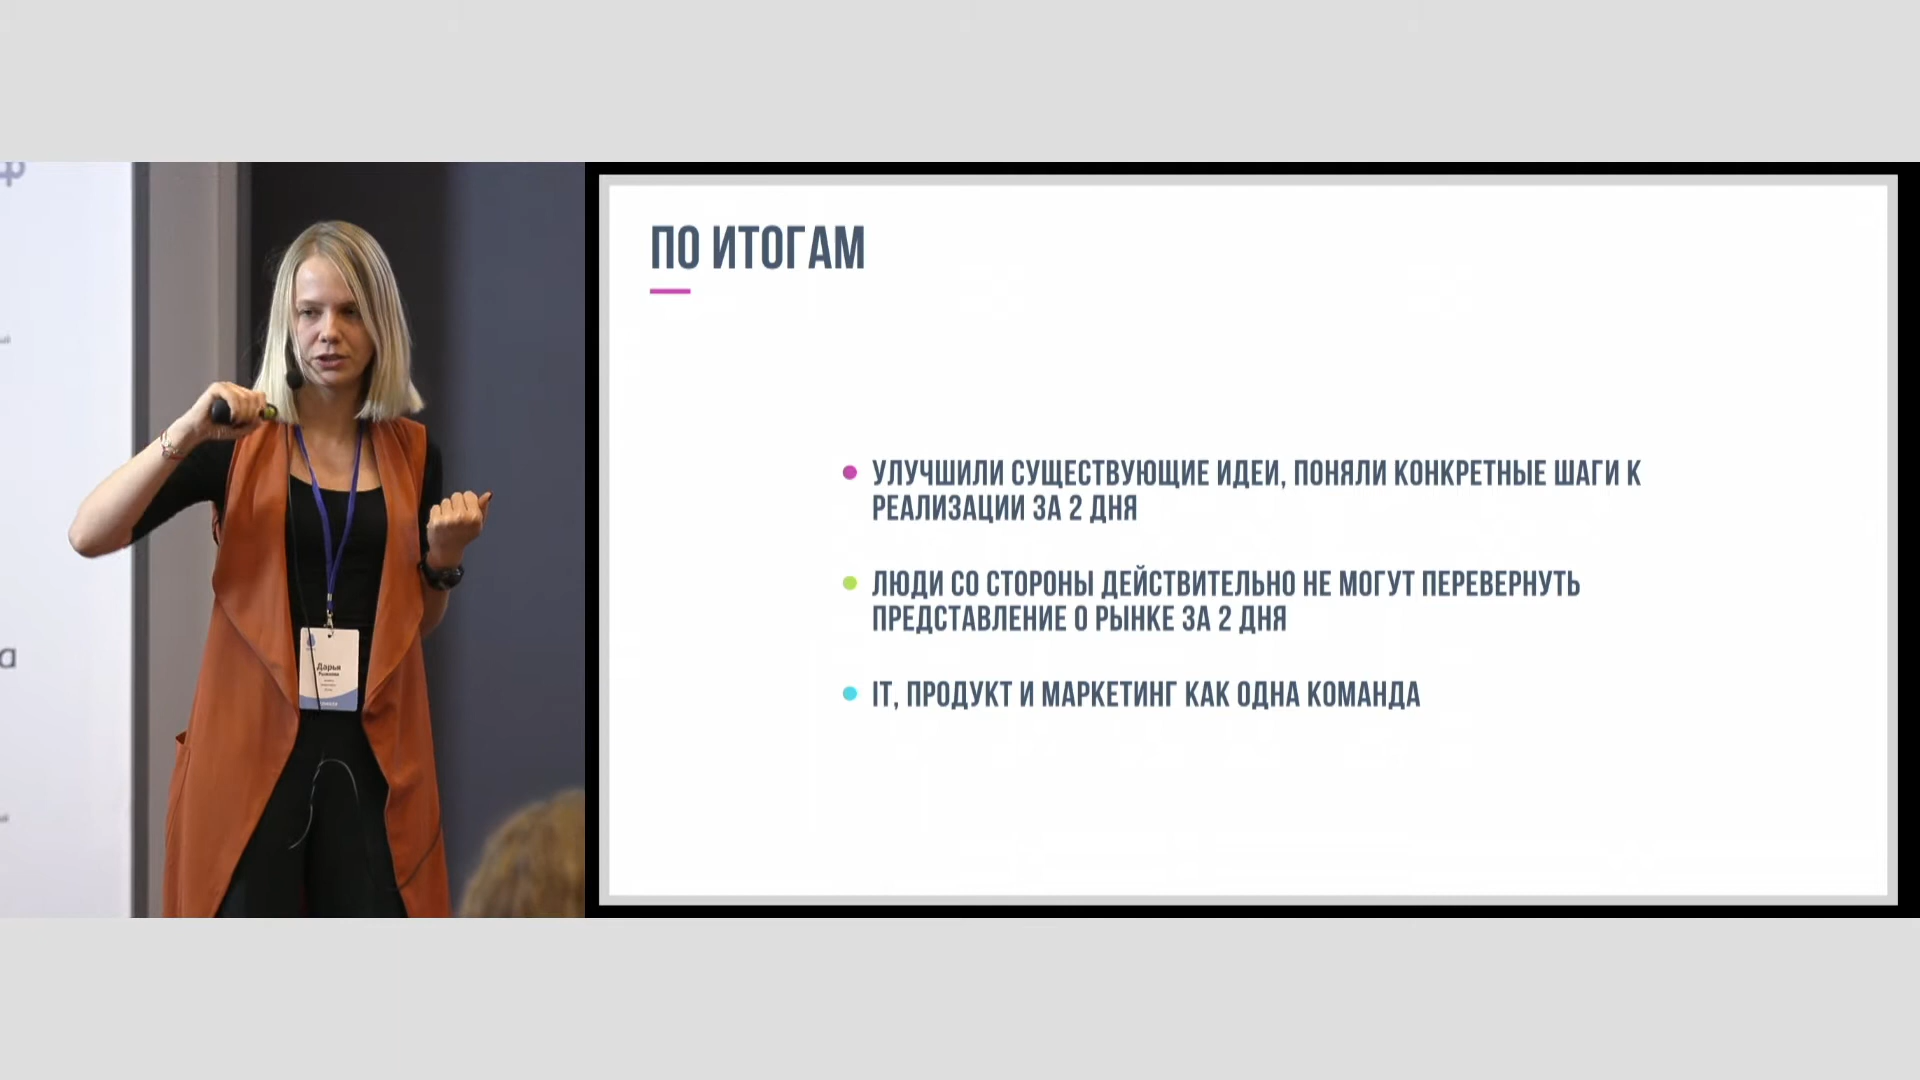 ф
а
Дарья
ПО ИТОГАМ
УЛУЧШИЛИ СУЩЕСТВУЮЩИЕ ИДЕИ, ПОНЯЛИ КОНКРЕТНЫЕ ШАГИ К
РЕАЛИЗАЦИИ ЗА 2 ДНЯ
ЛЮДИ СО СТОРОНЫ ДЕЙСТВИТЕЛЬНО НЕ МОГУТ ПЕРЕВЕРНУТЬ
ПРЕДСТАВЛЕНИЕ О РЫНКЕ ЗА 2 ДНЯ
IT, ПРОДУКТ И МАРКЕТИНГ КАК ОДНА КОМАНДА